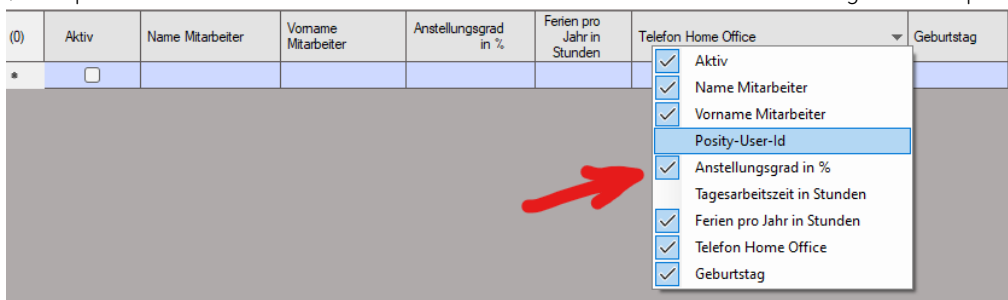 (0)
Aktiv
Name Mitarbeiter
Vorname
Mitarbeiter
Anstellungsgrad
in %
Ferien pro
Jahr in
Stunden
Telefon Home Office
Geburtstag
*
Aktiv
Name Mitarbeiter
Vorname Mitarbeiter
Posity-User-Id
Anstellungsgrad in %
Tagesarbeitszeit in Stunden
Ferien pro Jahr in Stunden
Telefon Home Office
Geburtstag